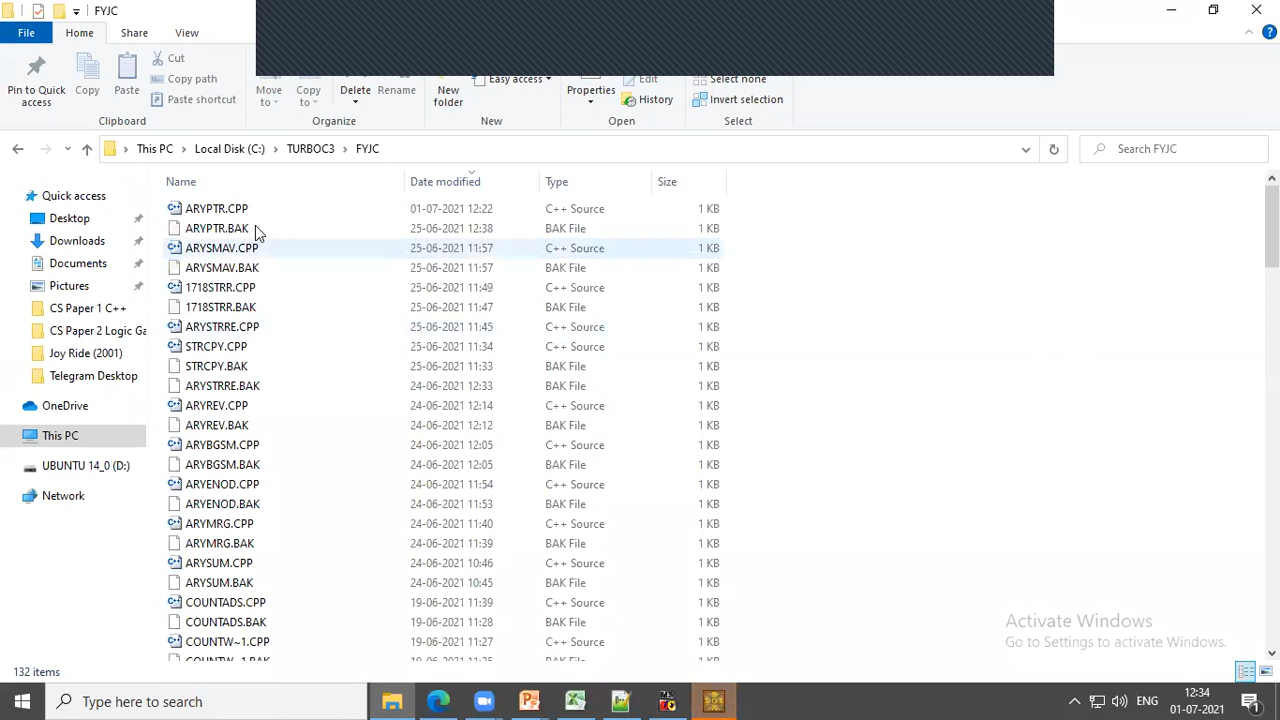 FYJC
File Home Share View
Pin to Quick access
Copy
Paste
Cut
Copy path
Paste shortcut
Clipboard
Move to
Copy to
Delete
Rename
Organize
New folder
Easy access
New
Properties
Edit
History
Open
Select none
Invert selection
Select
This PC Local Disk (C:) TURBOC3 FYJC
Search FYJC
Quick access
Desktop
Downloads
Documents
Pictures
CS Paper 1 C++
CS Paper 2 Logic Ga
Joy Ride (2001)
Telegram Desktop
OneDrive
This PC
UBUNTU 14_0 (D:)
Network
Name Date modified Type Size
ARYPTR.CPP 01-07-2021 12:22 C++ Source 1 KB
ARYPTR.BAK 25-06-2021 12:38 BAK File 1 KB
ARYSMAV.CPP 25-06-2021 11:57 C++ Source 1 KB
ARYSMAV.BAK 25-06-2021 11:57 BAK File 1 KB
1718STRR.CPP 25-06-2021 11:49 C++ Source 1 KB
1718STRR.BAK 25-06-2021 11:47 BAK File 1 KB
ARYSTRRE.CPP 25-06-2021 11:45 C++ Source 1 KB
STRCPY.CPP 25-06-2021 11:34 C++ Source 1 KB
STRCPY.BAK 25-06-2021 11:33 BAK File 1 KB
ARYSTRRE.BAK 24-06-2021 12:33 BAK File 1 KB
ARYREV.CPP 24-06-2021 12:14 C++ Source 1 KB
ARYREV.BAK 24-06-2021 12:12 BAK File 1 KB
ARYBGSM.CPP 24-06-2021 12:05 C++ Source 1 KB
ARYBGSM.BAK 24-06-2021 12:05 BAK File 1 KB
ARYENOD.CPP 24-06-2021 11:54 C++ Source 1 KB
ARYENOD.BAK 24-06-2021 11:53 BAK File 1 KB
ARYMRG.CPP 24-06-2021 11:40 C++ Source 1 KB
ARYMRG.BAK 24-06-2021 11:39 BAK File 1 KB
ARYSUM.CPP 24-06-2021 10:46 C++ Source 1 KB
ARYSUM.BAK 24-06-2021 10:45 BAK File 1 KB
COUNTADS.CPP 19-06-2021 11:39 C++ Source 1 KB
COUNTADS.BAK 19-06-2021 11:28 BAK File 1 KB
COUNTW~1.CPP 19-06-2021 11:27 C++ Source 1 KB
Activate Windows
Go to Settings to activate Windows.
132 items
Type here to search
ENG
12:34
01-07-2021
1